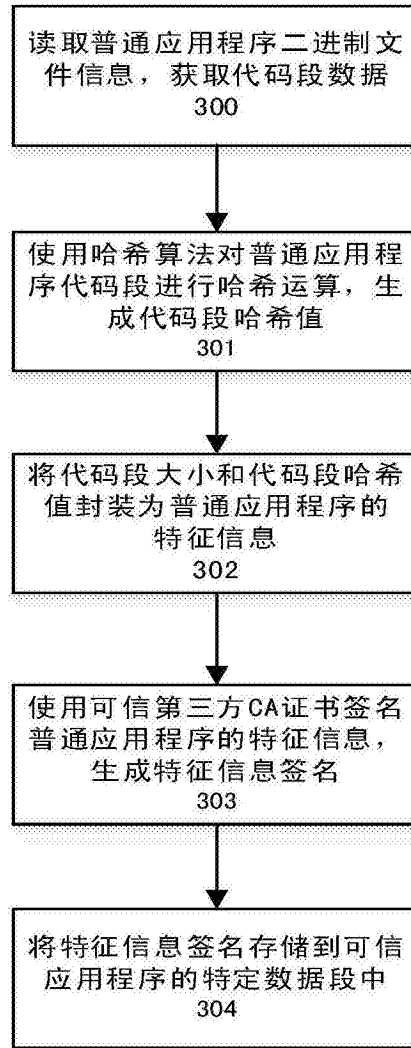 读取普通应用程序二进制文
件信息，获取代码段数据
300
使用哈希算法对普通应用程
序代码段进行哈希运算，生
成代码段哈希值
301
将代码段大小和代码段哈希
值封装为普通应用程序的
特征信息
302
使用可信第三方CA证书签名
普通应用程序的特征信息，
生成特征信息签名
303
将特征信息签名存储到可信
应用程序的特定数据段中
304